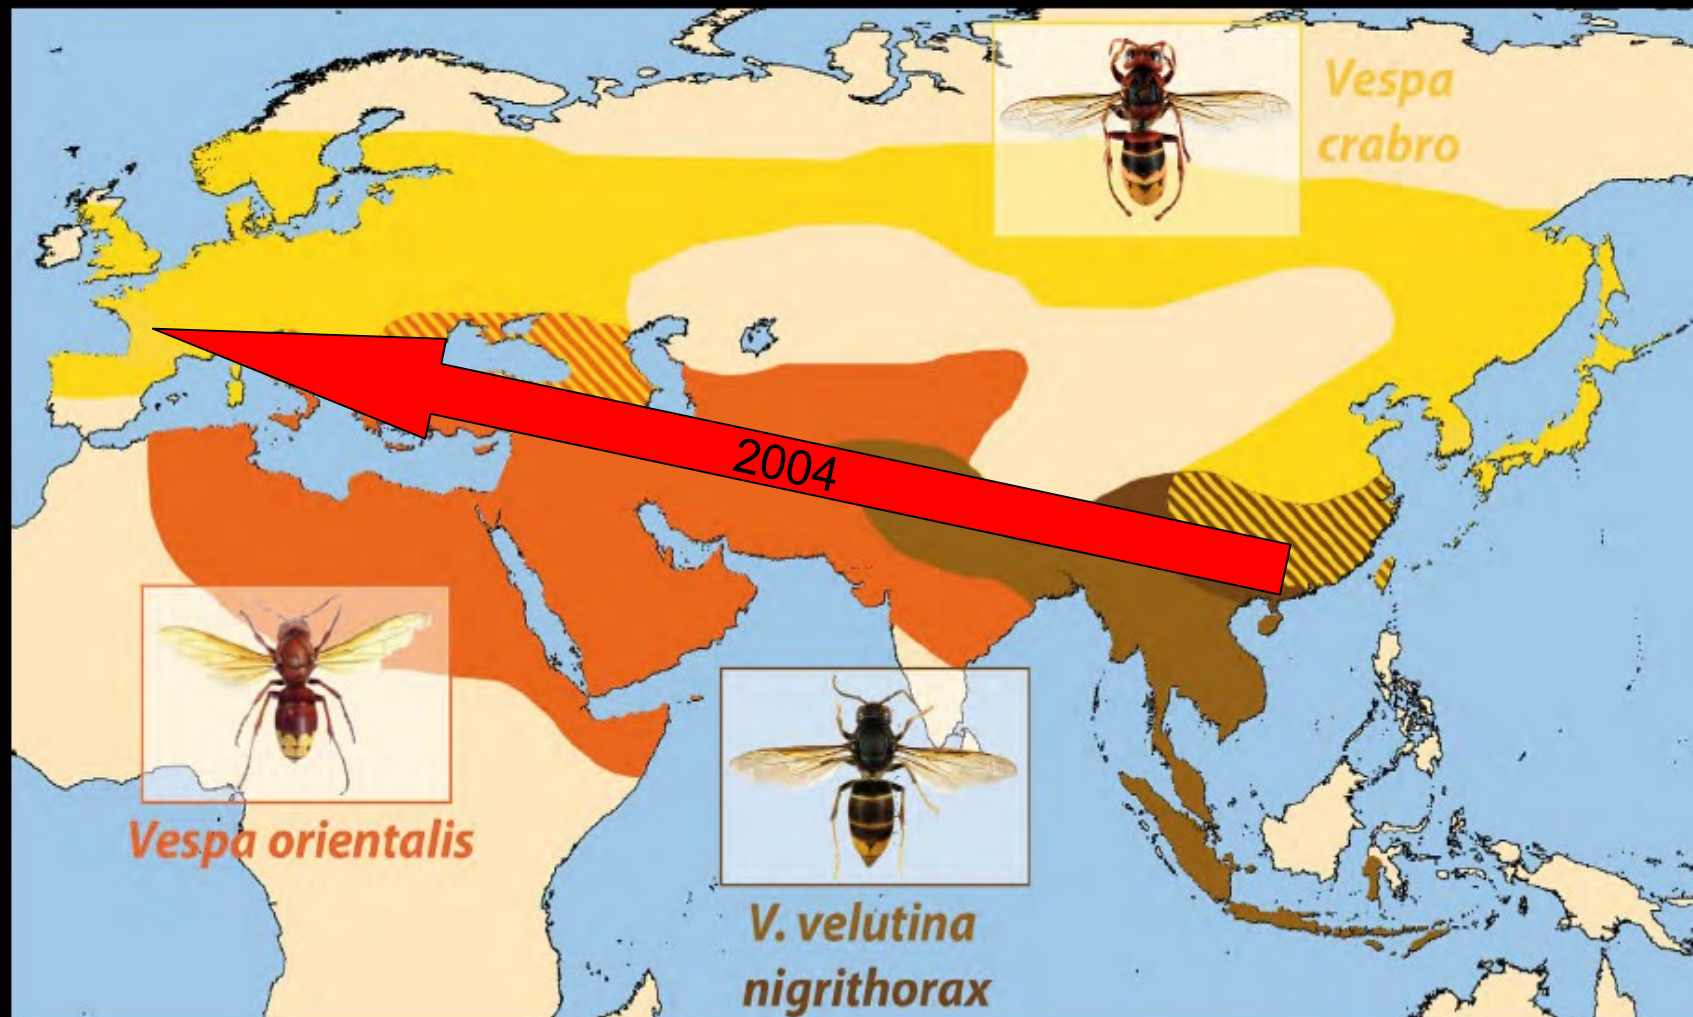 Vespa
crabro
2004
Vespa orientalis
V. velutina
nigrithorax